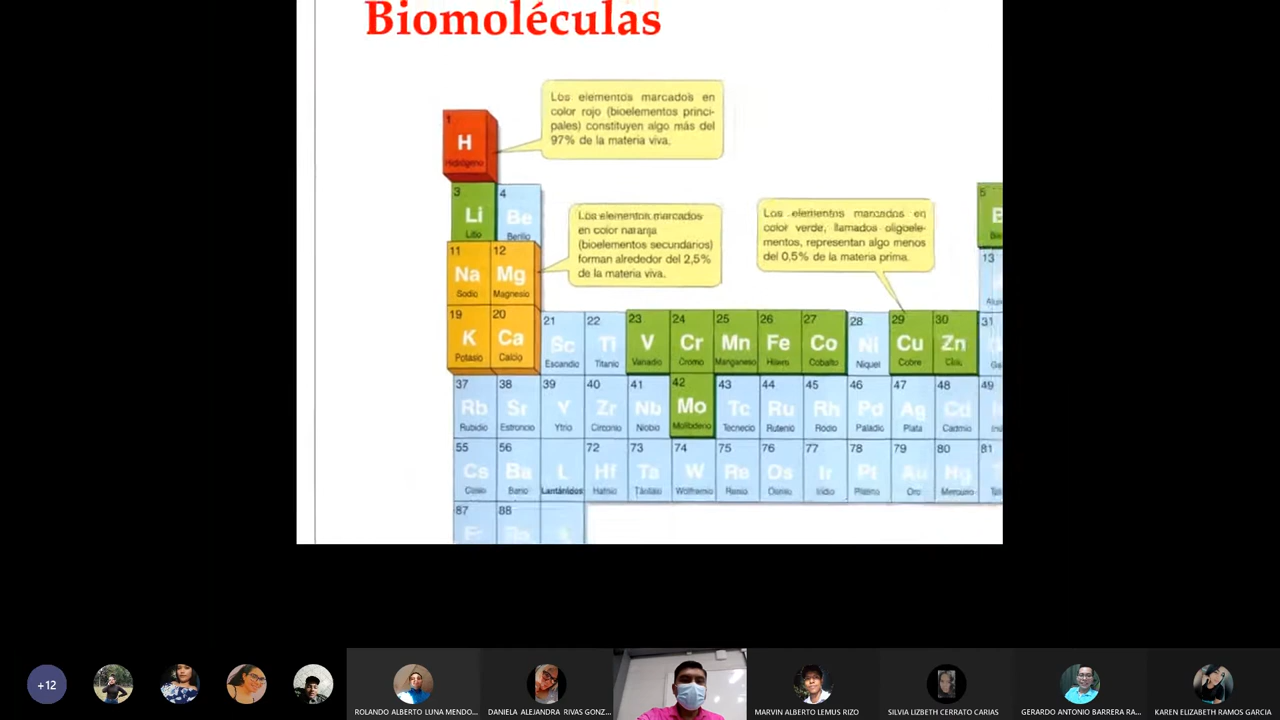 Biomoléculas
Los elementos marcados en
color rojo (bioelementos princi-
pales) constituyen algo más del
97% de la materia viva.
1
H
Hidrógeno
3 4 5
Li Be B
Litio Berilio
Los elementos marcados
en color naranja
(bioelementos secundarios)
forman alrededor del 2,5%
de la materia viva.
Los elementos marcados en
color verde, llamados oligoele-
mentos, representan algo menos
del 0,5% de la materia prima.
11 12 13
Na Mg
Sodio Magnesio
19 20 21 22 23 24 25 26 27 28 29 30 31
K Ca Sc Ti V Cr Mn Fe Co Ni Cu Zn
Potasio Calcio Escandio Titanio Vanadio Cromo Manganeso Hierro Cobalto Niquel Cobre Cinc
37 38 39 40 41 42 43 44 45 46 47 48 49
Rb Sr Y Zr Nb Mo Tc Ru Rh Pd Ag Cd
Rubidio Estroncio Ytrio Circonio Niobio Molibdeno Tecnecio Rutenio Rodio Paladio Plata Cadmio
55 56 72 73 74 75 76 77 78 79 80 81
Cs Ba L Hf Ta W Re Os Ir Pt Au Hg
Cesio Bario Lantánidos Hafnio Tántalo Wolframio Renio Osmio Iridio Platino Oro Mercurio
87 88
+12
ROLANDO ALBERTO LUNA MENDO...
DANIELA ALEJANDRA RIVAS GONZ...
MARVIN ALBERTO LEMUS RIZO
SILVIA LIZBETH CERRATO CARIAS
GERARDO ANTONIO BARRERA RA...
KAREN ELIZABETH RAMOS GARCIA